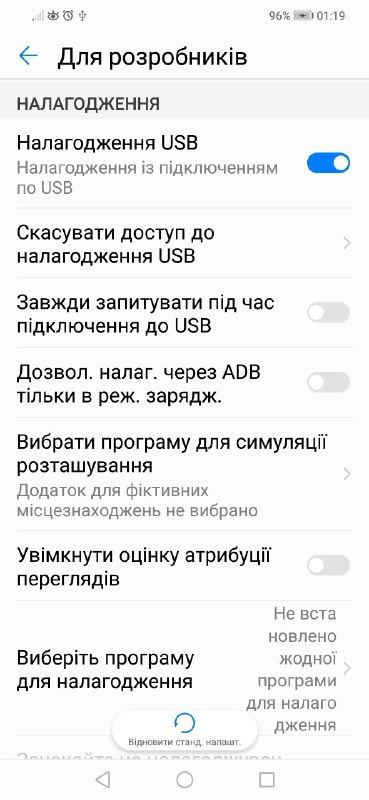 96% 01:19
Для розробників
НАЛАГОДЖЕННЯ
Налагодження USB
Налагодження із підключенням
по USB
Скасувати доступ до
налагодження USB
Завжди запитувати під час
підключення до USB
Дозвол. налаг. через ADB
тільки в реж. зарядж.
Вибрати програму для симуляції
розташування
Додаток для фіктивних
місцезнаходжень не вибрано
Увімкнути оцінку атрибуції
переглядів
Виберіть програму
для налагодження
Не вста
новлено
жодної
програми
для налаго
дження
Відновити станд. налашт.